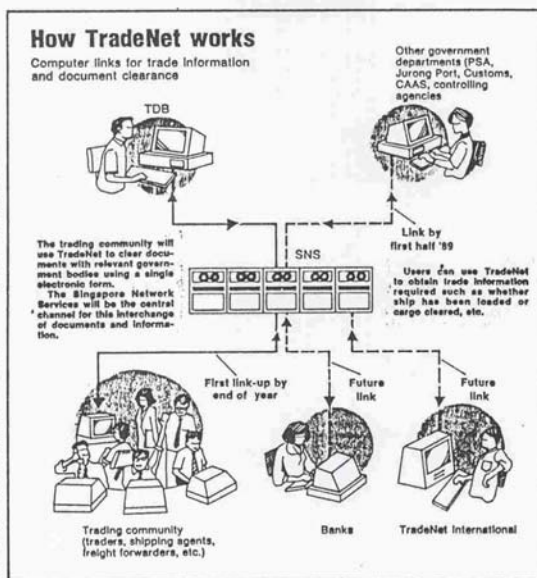 How TradeNet works
Computer links for trade information
and document clearance
Other government
departments (PSA,
Jurong Port, Customs,
CAAS, controlling
agencies
TDB
Link by
first half '89
SNS
The trading community will
use TradeNet to clear docu-
ments with relevant govern-
ment bodies using a single
electronic form.
The Singapore Network
Services will be the central
channel for this interchange
of documents and informa-
tion.
Users can use TradeNet
to obtain trade information
required such as whether
ship has been loaded or
cargo cleared, etc.
First link-up by
end of year
Future
link
Future
link
Trading community
(traders, shipping agents,
freight forwarders, etc.)
Banks
TradeNet International